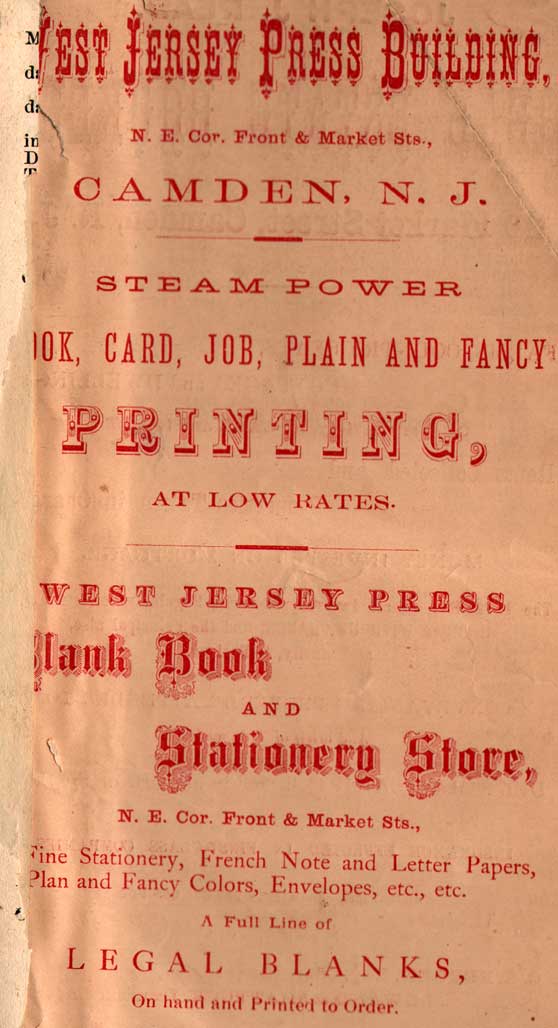 West Jersey Press Building,
N. E. Cor. Front & Market Sts.,
CAMDEN, N. J.
STEAM POWER
OOK, CARD, JOB, PLAIN AND FANCY
PRINTING,
AT LOW RATES.
WEST JERSEY PRESS
Blank Book
AND
Stationery Store,
N. E. Cor. Front & Market Sts.,
Fine Stationery, French Note and Letter Papers,
Plan and Fancy Colors, Envelopes, etc., etc.
A Full Line of
LEGAL BLANKS,
On hand and Printed to Order.